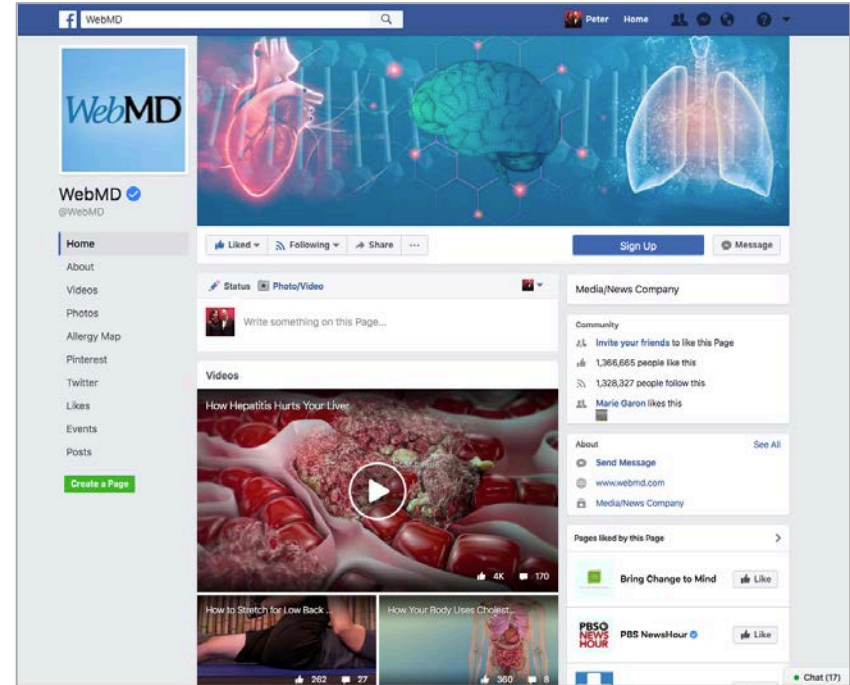 WebMD
Peter Home
WebMD
WebMD
@WebMD
Home
About
Videos
Photos
Allergy Map
Pinterest
Twitter
Likes
Events
Posts
Create a Page
Liked Following Share ...
Sign Up Message
Status Photo/Video
Write something on this Page...
Videos
How Hepatitis Hurts Your Liver
4K 170
How to Stretch for Low Back ...
262 27
How Your Body Uses Cholest...
360 8
Media/News Company
Community
Invite your friends to like this Page
1,366,665 people like this
1,328,327 people follow this
Marie Garon likes this
About See All
Send Message
www.webmd.com
Media/News Company
Pages liked by this Page
Bring Change to Mind Like
PBSO
NEWS
HOUR
PBS NewsHour Like
Chat (17)